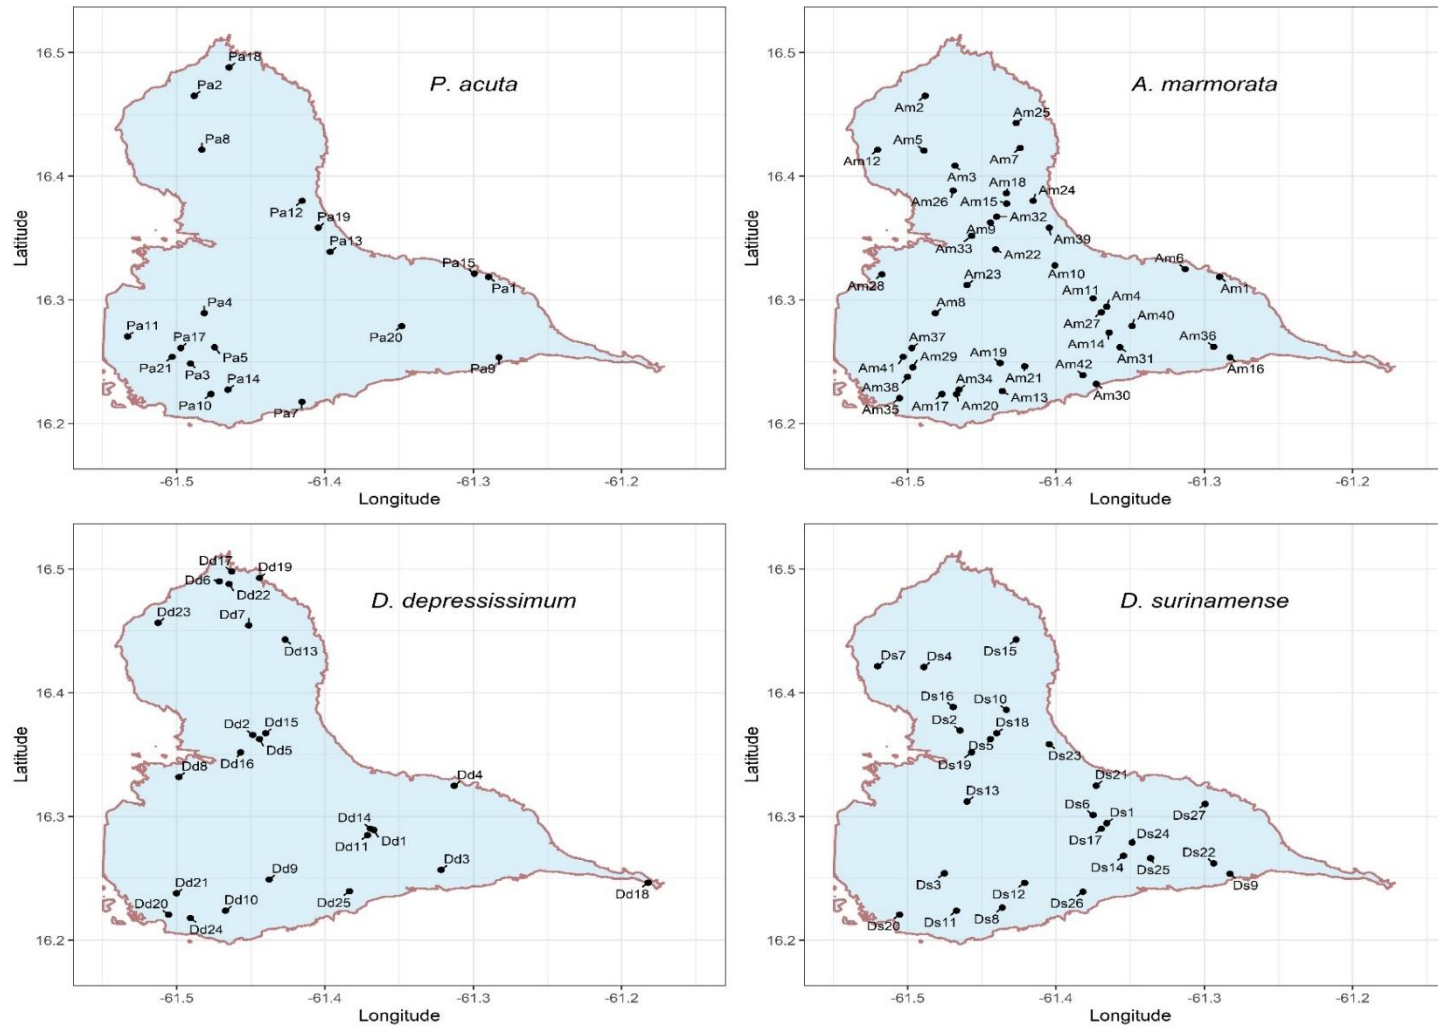 P. acuta
16.5
16.4
16.3
16.2
Latitude
Pa18
Pa2
Pa8
Pa12
Pa19
Pa13
Pa15
Pa1
Pa4
Pa11
Pa17
Pa20
Pa5
Pa21
Pa3
Pa9
Pa14
Pa10
Pa7
-61.5
-61.4
-61.3
-61.2
Longitude
A. marmorata
16.5
16.4
16.3
16.2
Latitude
Am2
Am25
Am5
Am12
Am7
Am3
Am18
Am24
Am26
Am15
Am32
Am9
Am33
Am39
Am22
Am6
Am23
Am10
Am28
Am1
Am11
Am4
Am8
Am40
Am27
Am37
Am14
Am36
Am29
Am19
Am31
Am41
Am42
Am21
Am16
Am38
Am34
Am35
Am17
Am20
Am13
Am30
-61.5
-61.4
-61.3
-61.2
Longitude
D. depressissimum
16.5
16.4
16.3
16.2
Latitude
Dd17
Dd19
Dd6
Dd22
Dd23
Dd7
Dd13
Dd2
Dd15
Dd5
Dd16
Dd8
Dd4
Dd14
Dd11
Dd1
Dd3
Dd9
Dd21
Dd18
Dd20
Dd10
Dd25
Dd24
-61.5
-61.4
-61.3
-61.2
Longitude
D. surinamense
16.5
16.4
16.3
16.2
Latitude
Ds7
Ds4
Ds15
Ds16
Ds10
Ds2
Ds18
Ds5
Ds23
Ds19
Ds21
Ds13
Ds6
Ds1
Ds27
Ds24
Ds17
Ds22
Ds14
Ds25
Ds3
Ds12
Ds9
Ds26
Ds20
Ds11
Ds8
-61.5
-61.4
-61.3
-61.2
Longitude